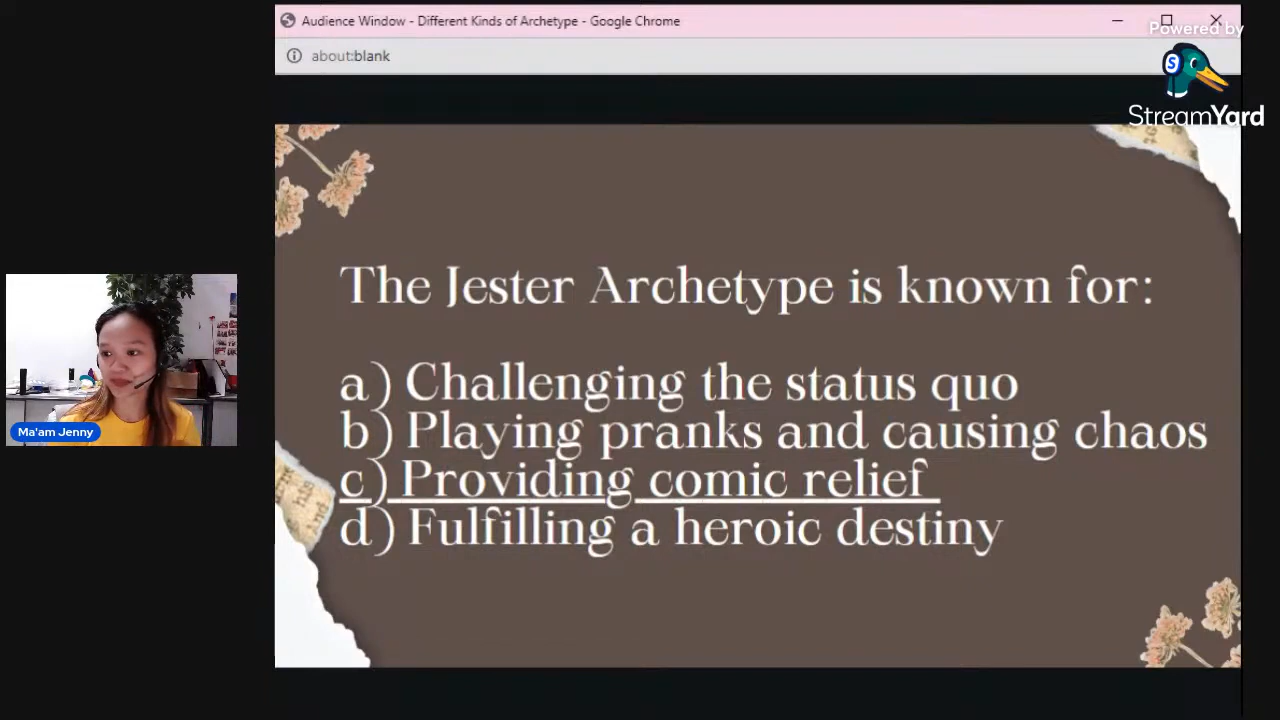 Audience Window - Different Kinds of Archetype - Google Chrome
about:blank
Powered by
StreamYard
The Jester Archetype is known for:
a) Challenging the status quo
b) Playing pranks and causing chaos
c) Providing comic relief
d) Fulfilling a heroic destiny
Ma'am Jenny
his